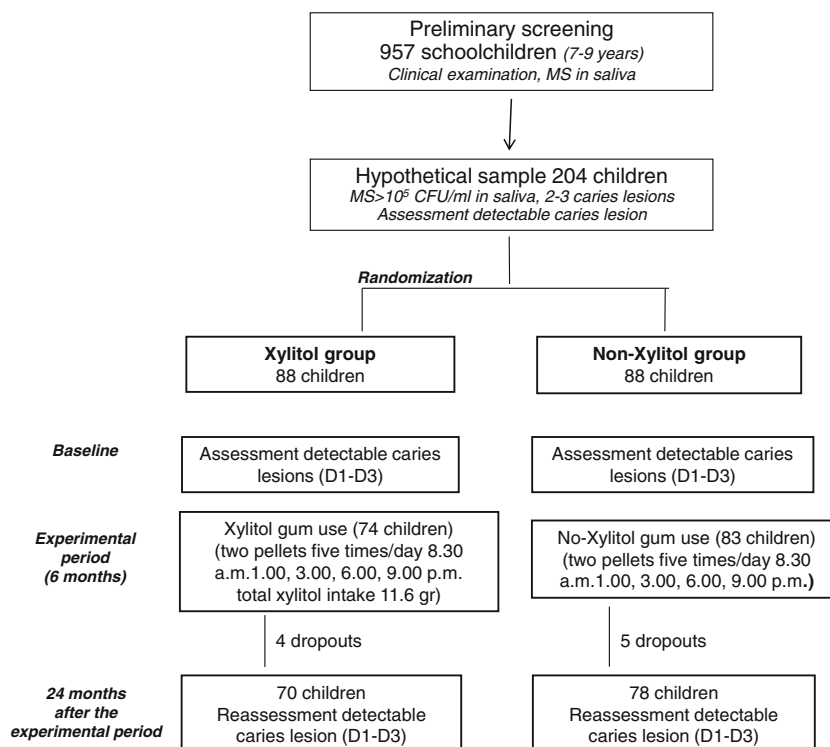 Preliminary screening
957 schoolchildren (7-9 years)
Clinical examination, MS in saliva
Hypothetical sample 204 children
MS>10⁵ CFU/ml in saliva, 2-3 caries lesions
Assessment detectable caries lesion
Randomization
Xylitol group
88 children
Non-Xylitol group
88 children
Baseline
Assessment detectable caries
lesions (D1-D3)
Assessment detectable caries
lesions (D1-D3)
Experimental
period
(6 months)
Xylitol gum use (74 children)
(two pellets five times/day 8.30
a.m.1.00, 3.00, 6.00, 9.00 p.m.
total xylitol intake 11.6 gr)
No-Xylitol gum use (83 children)
(two pellets five times/day 8.30
a.m.1.00, 3.00, 6.00, 9.00 p.m.)
4 dropouts
5 dropouts
24 months
after the
experimental period
70 children
Reassessment detectable
caries lesion (D1-D3)
78 children
Reassessment detectable
caries lesion (D1-D3)